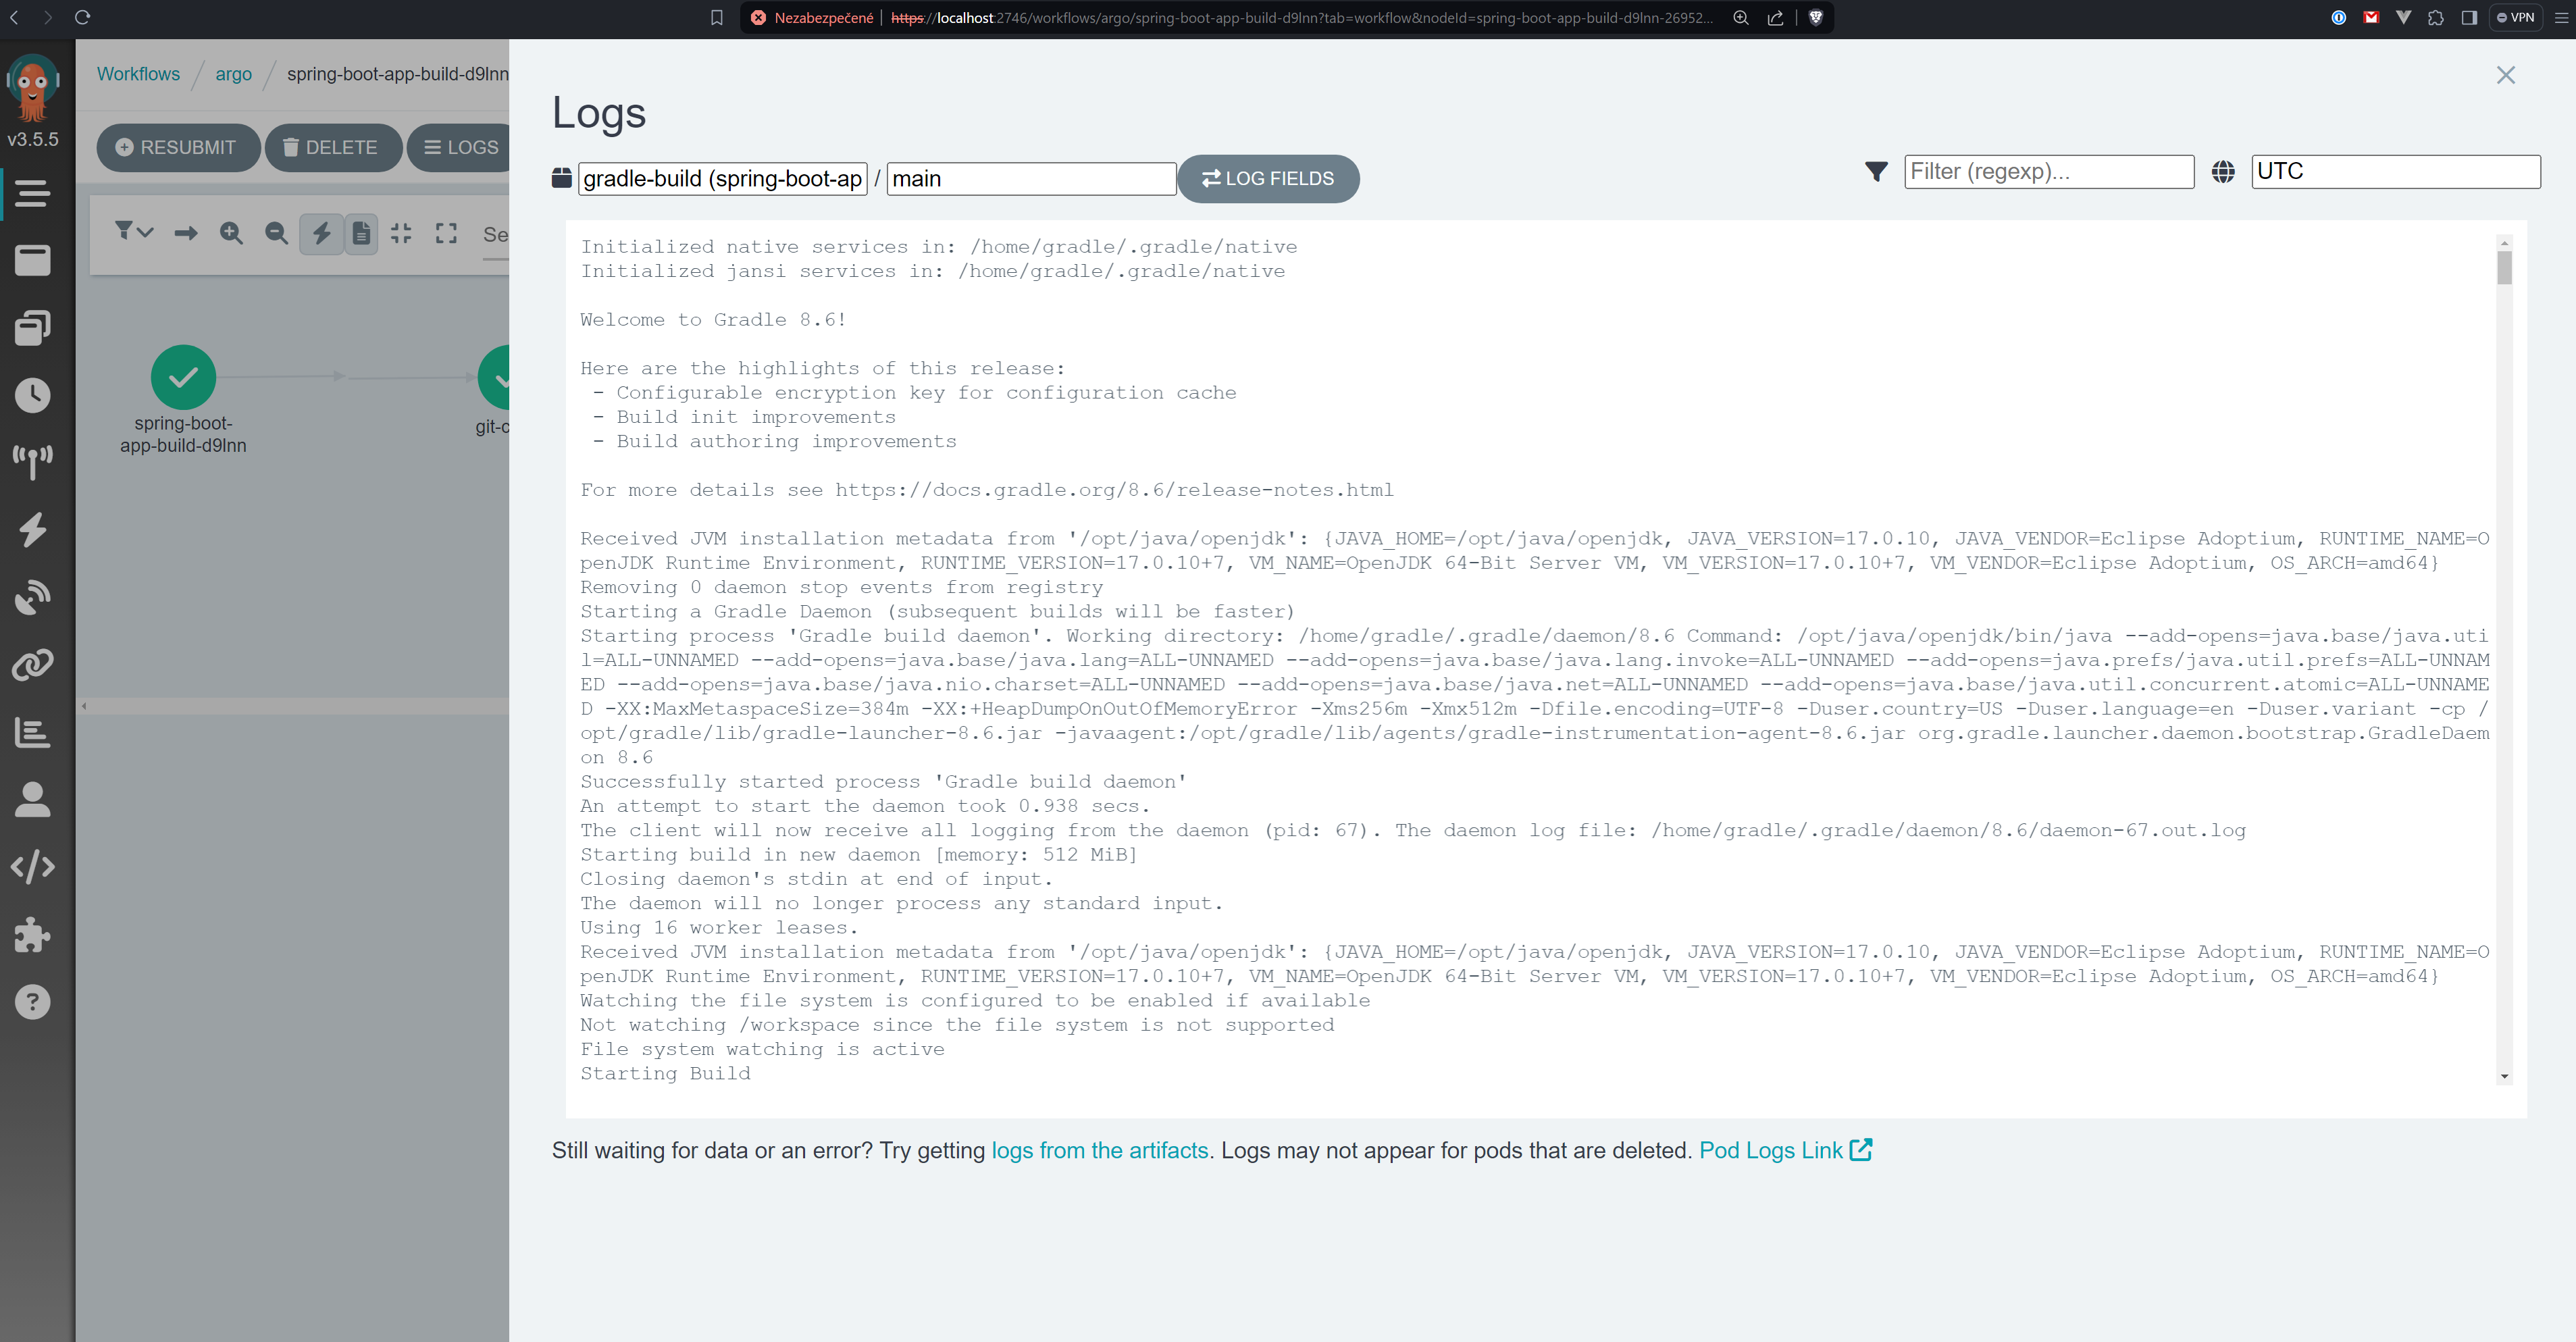 Nezabezpečené
https://localhost:2746/workflows/argo/spring-boot-app-build-d9lnn?tab=workflow&nodeId=spring-boot-app-build-d9lnn-26952...
VPN
v3.5.5
Workflows / argo / spring-boot-app-build-d9lnn
RESUBMIT
DELETE
LOGS
Se
spring-boot-
app-build-d9lnn
git-c
Logs
gradle-build (spring-boot-ap / main
LOG FIELDS
Filter (regexp)...
UTC
Initialized native services in: /home/gradle/.gradle/native
Initialized jansi services in: /home/gradle/.gradle/native
Welcome to Gradle 8.6!
Here are the highlights of this release:
- Configurable encryption key for configuration cache
- Build init improvements
- Build authoring improvements
For more details see https://docs.gradle.org/8.6/release-notes.html
Received JVM installation metadata from '/opt/java/openjdk': {JAVA_HOME=/opt/java/openjdk, JAVA_VERSION=17.0.10, JAVA_VENDOR=Eclipse Adoptium, RUNTIME_NAME=O
penJDK Runtime Environment, RUNTIME_VERSION=17.0.10+7, VM_NAME=OpenJDK 64-Bit Server VM, VM_VERSION=17.0.10+7, VM_VENDOR=Eclipse Adoptium, OS_ARCH=amd64}
Removing 0 daemon stop events from registry
Starting a Gradle Daemon (subsequent builds will be faster)
Starting process 'Gradle build daemon'. Working directory: /home/gradle/.gradle/daemon/8.6 Command: /opt/java/openjdk/bin/java --add-opens=java.base/java.uti
l=ALL-UNNAMED --add-opens=java.base/java.lang=ALL-UNNAMED --add-opens=java.base/java.lang.invoke=ALL-UNNAMED --add-opens=java.prefs/java.util.prefs=ALL-UNNAM
ED --add-opens=java.base/java.nio.charset=ALL-UNNAMED --add-opens=java.base/java.net=ALL-UNNAMED --add-opens=java.base/java.util.concurrent.atomic=ALL-UNNAME
D -XX:MaxMetaspaceSize=384m -XX:+HeapDumpOnOutOfMemoryError -Xms256m -Xmx512m -Dfile.encoding=UTF-8 -Duser.country=US -Duser.language=en -Duser.variant -cp /
opt/gradle/lib/gradle-launcher-8.6.jar -javaagent:/opt/gradle/lib/agents/gradle-instrumentation-agent-8.6.jar org.gradle.launcher.daemon.bootstrap.GradleDaem
on 8.6
Successfully started process 'Gradle build daemon'
An attempt to start the daemon took 0.938 secs.
The client will now receive all logging from the daemon (pid: 67). The daemon log file: /home/gradle/.gradle/daemon/8.6/daemon-67.out.log
Starting build in new daemon [memory: 512 MiB]
Closing daemon's stdin at end of input.
The daemon will no longer process any standard input.
Using 16 worker leases.
Received JVM installation metadata from '/opt/java/openjdk': {JAVA_HOME=/opt/java/openjdk, JAVA_VERSION=17.0.10, JAVA_VENDOR=Eclipse Adoptium, RUNTIME_NAME=O
penJDK Runtime Environment, RUNTIME_VERSION=17.0.10+7, VM_NAME=OpenJDK 64-Bit Server VM, VM_VERSION=17.0.10+7, VM_VENDOR=Eclipse Adoptium, OS_ARCH=amd64}
Watching the file system is configured to be enabled if available
Not watching /workspace since the file system is not supported
File system watching is active
Starting Build
Still waiting for data or an error? Try getting logs from the artifacts. Logs may not appear for pods that are deleted. Pod Logs Link